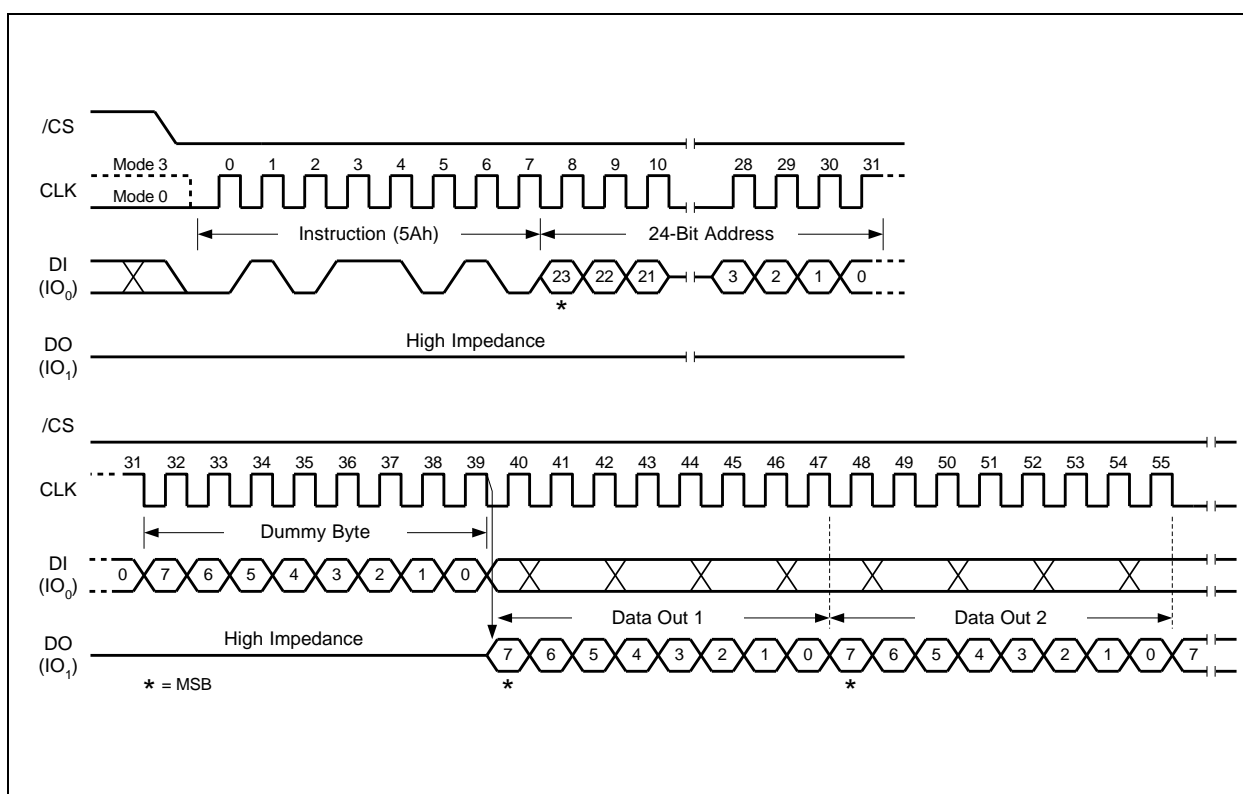 /CS
Mode 3 0 1 2 3 4 5 6 7 8 9 10 28 29 30 31
CLK
Mode 0
Instruction (5Ah) 24-Bit Address
DI
(IO0) 23 22 21 3 2 1 0
*
High Impedance
DO
(IO1)
/CS
31 32 33 34 35 36 37 38 39 40 41 42 43 44 45 46 47 48 49 50 51 52 53 54 55
CLK
Dummy Byte
DI
(IO0) 0 7 6 5 4 3 2 1 0
Data Out 1 Data Out 2
High Impedance
DO
(IO1) 7 6 5 4 3 2 1 0 7 6 5 4 3 2 1 0 7
* = MSB * *